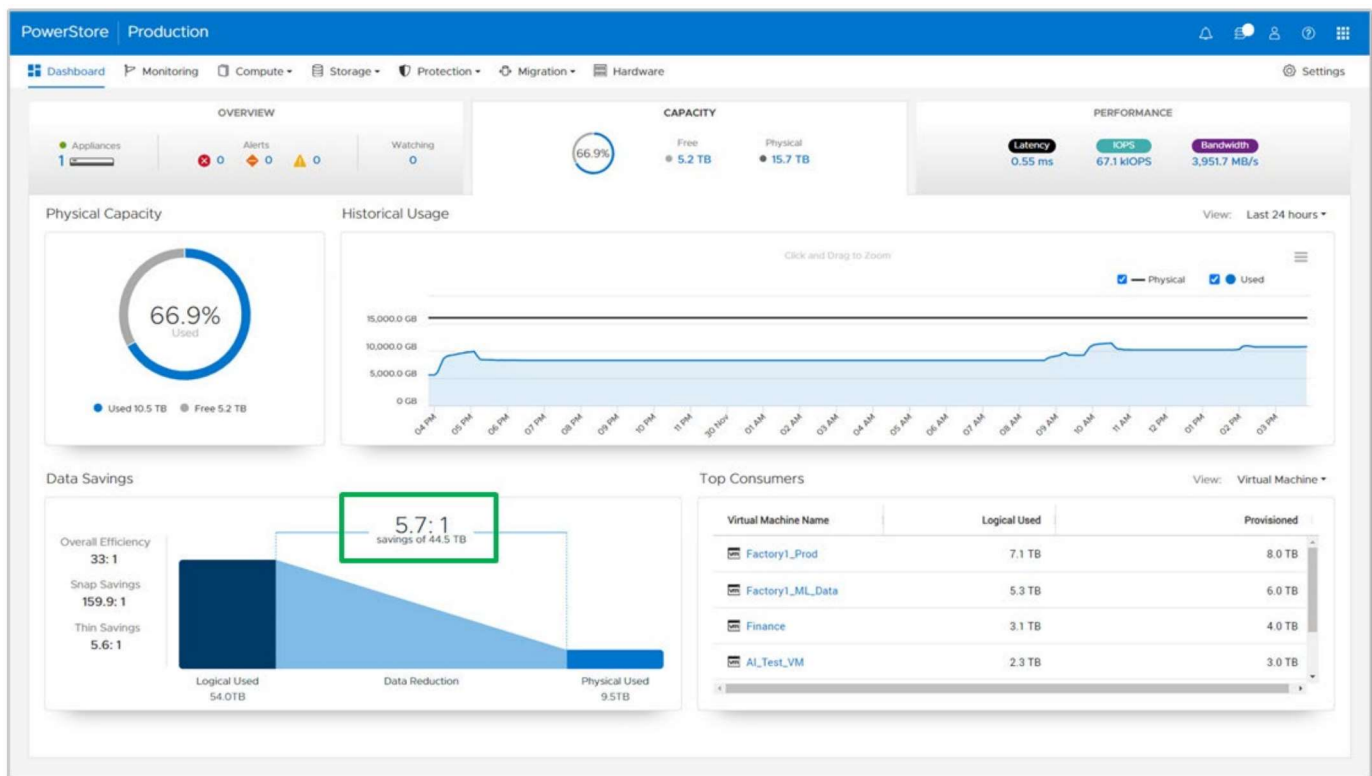 PowerStore Production
Dashboard Monitoring Compute Storage Protection Migration Hardware Settings
OVERVIEW
Appliances
1
Alerts
0 0 0
Watching
0
CAPACITY
66.9%
Free
5.2 TB
Physical
15.7 TB
PERFORMANCE
Latency
0.55 ms
IOPS
67.1 kIOPS
Bandwidth
3,951.7 MB/s
Physical Capacity
66.9%
Used
Used 10.5 TB Free 5.2 TB
Historical Usage
View: Last 24 hours
Click and Drag to Zoom
Physical Used
15,000.0 GB
10,000.0 GB
5,000.0 GB
0 GB
04 PM 05 PM 06 PM 07 PM 08 PM 09 PM 10 PM 11 PM 30 Nov 01 AM 02 AM 03 AM 04 AM 05 AM 06 AM 07 AM 08 AM 09 AM 10 AM 11 AM 12 PM 01 PM 02 PM 03 PM
Data Savings
Overall Efficiency
33: 1
Snap Savings
159.9: 1
Thin Savings
5.6: 1
5.7: 1
savings of 44.5 TB
Logical Used Data Reduction Physical Used
54.0TB 9.5TB
Top Consumers
View: Virtual Machine
Virtual Machine Name Logical Used Provisioned
Factory1_Prod 7.1 TB 8.0 TB
Factory1_ML_Data 5.3 TB 6.0 TB
Finance 3.1 TB 4.0 TB
AI_Test_VM 2.3 TB 3.0 TB